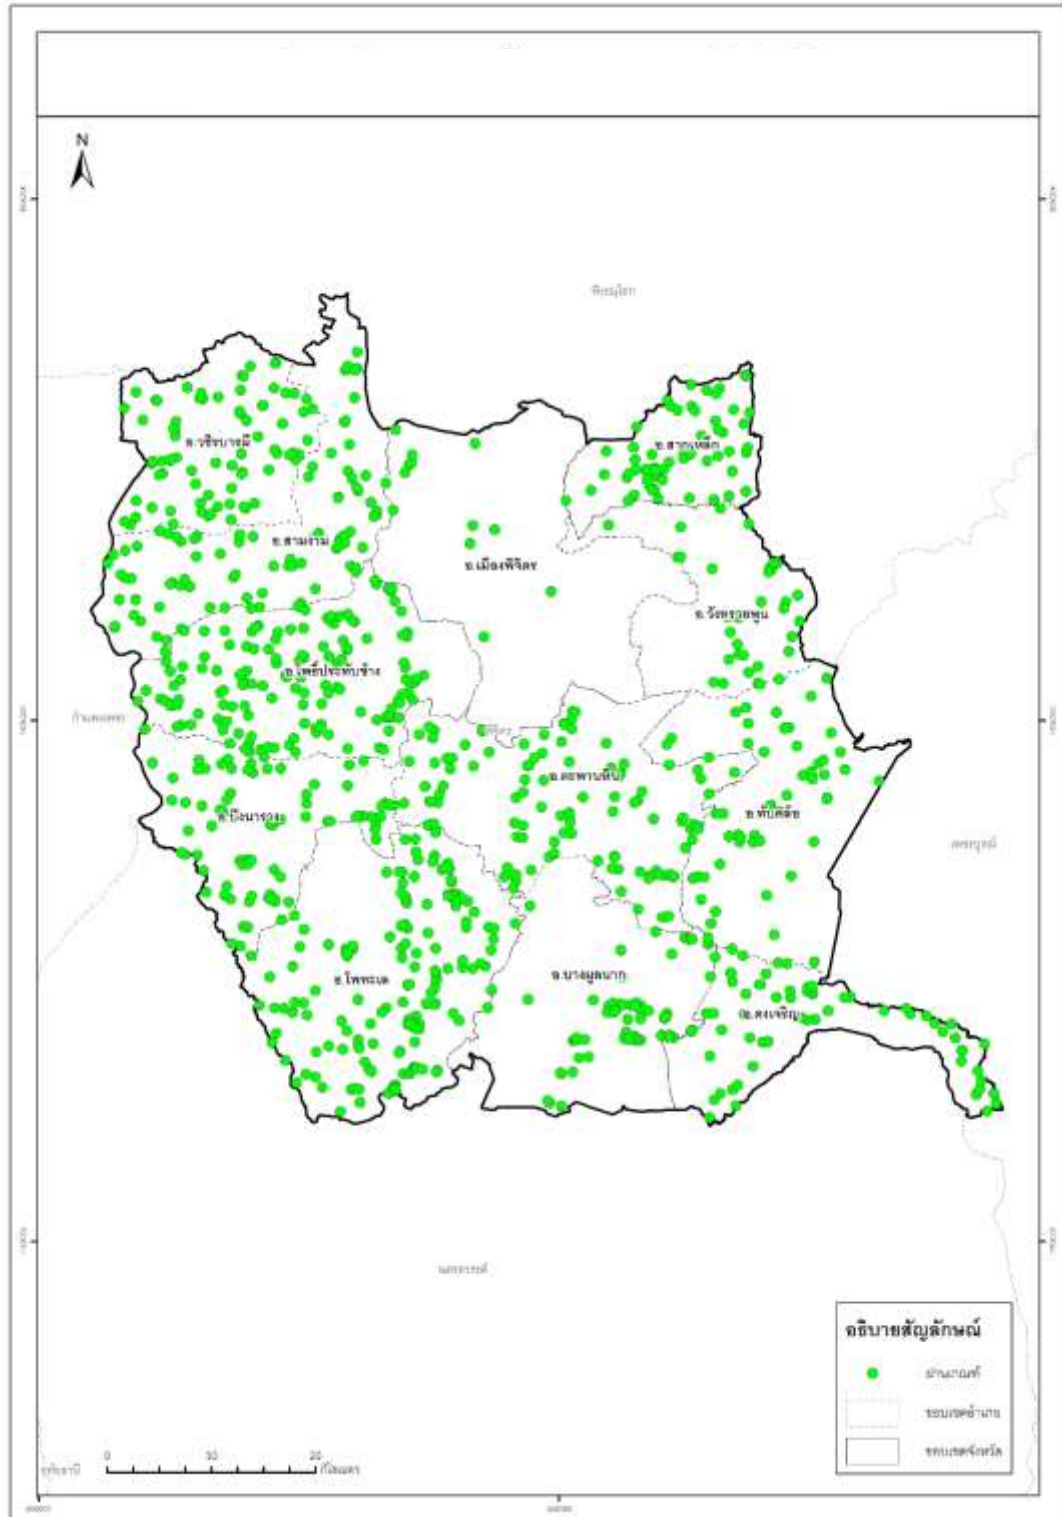 N
พิษณุโลก
อ.วชิรบารมี
อ.สากเหล็ก
อ.สามง่าม
อ.เมืองพิจิตร
อ.วังทรายพูน
อ.โพธิ์ประทับช้าง
กำแพงเพชร
อ.ตะพานหิน
อ.บึงนาราง
อ.ทับคล้อ
เพชรบูรณ์
อ.โพทะเล
อ.บางมูลนาก
อ.ดงเจริญ
นครสวรรค์
อธิบายสัญลักษณ์
ผ่านเกณฑ์
ขอบเขตอำเภอ
ขอบเขตจังหวัด
0 10 20
กิโลเมตร
อุทัยธานี